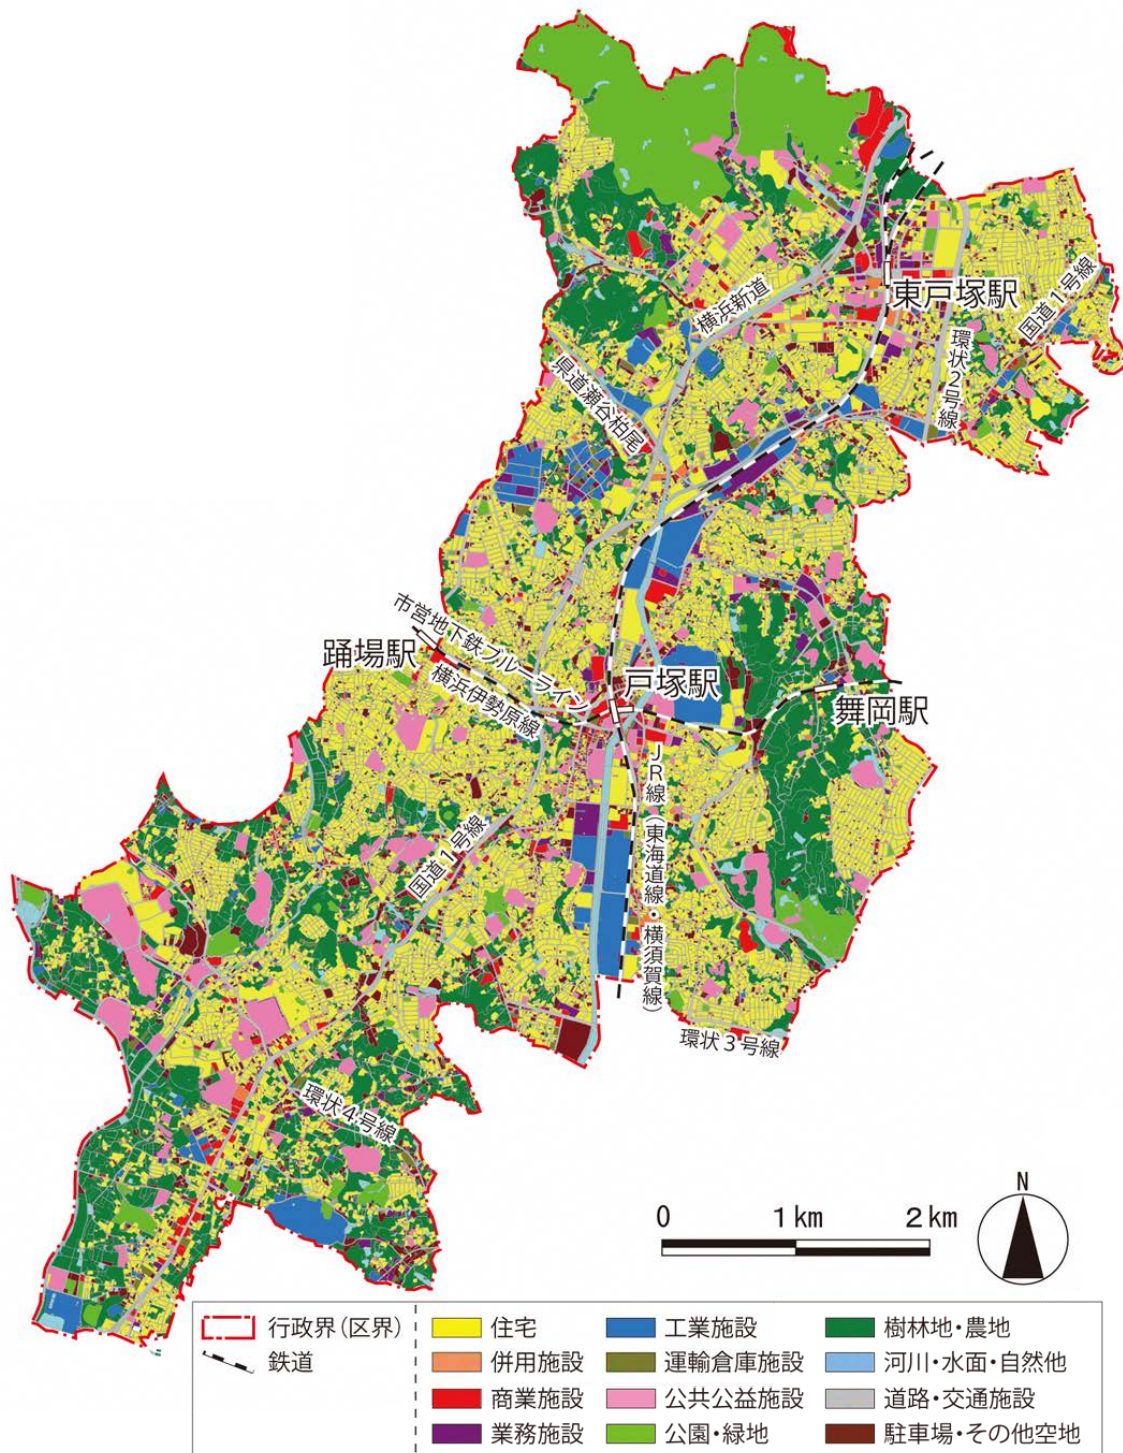 東戸塚駅
国道1号線
横浜新道
環状2号線
県道瀬谷柏尾
市営地下鉄ブルーライン
踊場駅
横浜伊勢原線
戸塚駅
舞岡駅
JR線(東海道線・横須賀線)
国道1号線
環状3号線
環状4号線
N
0 1km 2km
行政界(区界)
鉄道
住宅
併用施設
商業施設
業務施設
工業施設
運輸倉庫施設
公共公益施設
公園・緑地
樹林地・農地
河川・水面・自然他
道路・交通施設
駐車場・その他空地